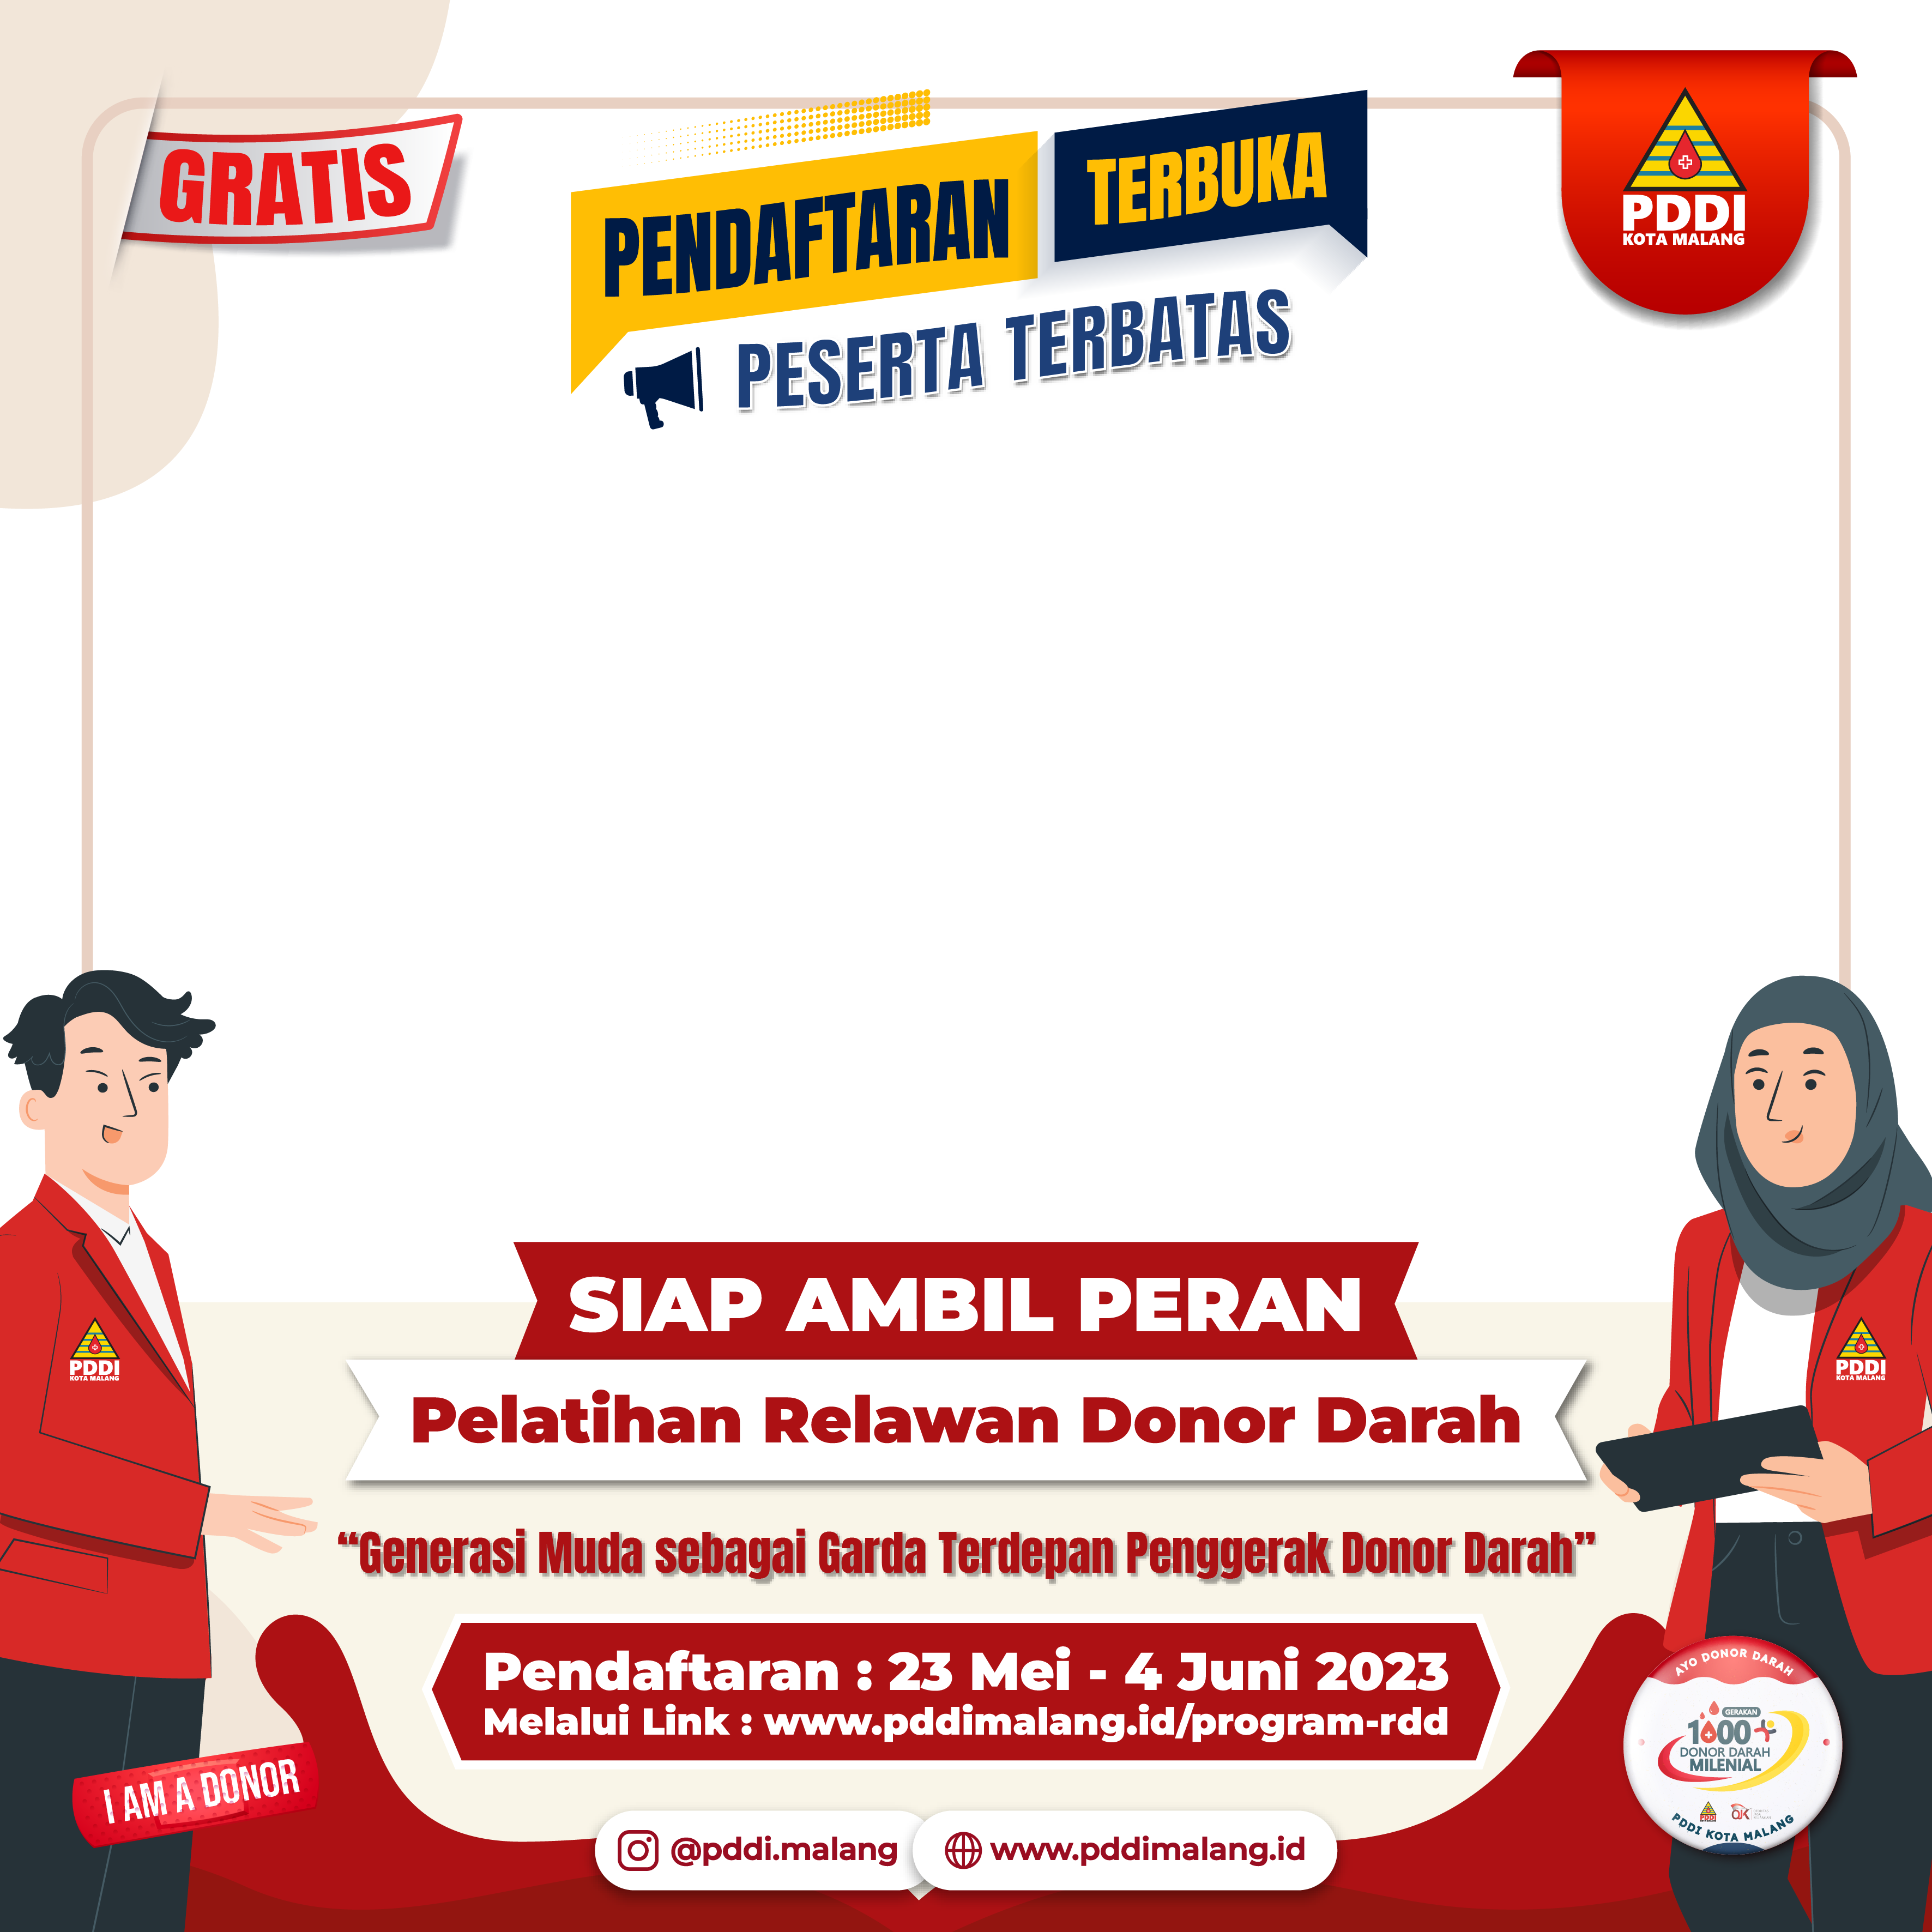 GRATIS
PENDAFTARAN TERBUKA
PESERTA TERBATAS
PDDI
KOTA MALANG
SIAP AMBIL PERAN
Pelatihan Relawan Donor Darah
“Generasi Muda sebagai Garda Terdepan Penggerak Donor Darah”
Pendaftaran : 23 Mei - 4 Juni 2023
Melalui Link : www.pddimalang.id/program-rdd
@pddi.malang
www.pddimalang.id
PDDI
KOTA MALANG
PDDI
KOTA MALANG
I AM A DONOR
AYO DONOR DARAH
GERAKAN
1000+
DONOR DARAH
MILENIAL
PDDI KOTA MALANG